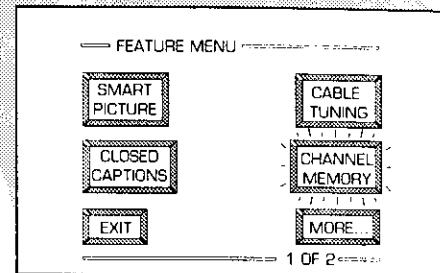 FEATURE MENU
SMART
PICTURE
CABLE
TUNING
CLOSED
CAPTIONS
CHANNEL
MEMORY
EXIT
MORE...
1 OF 2